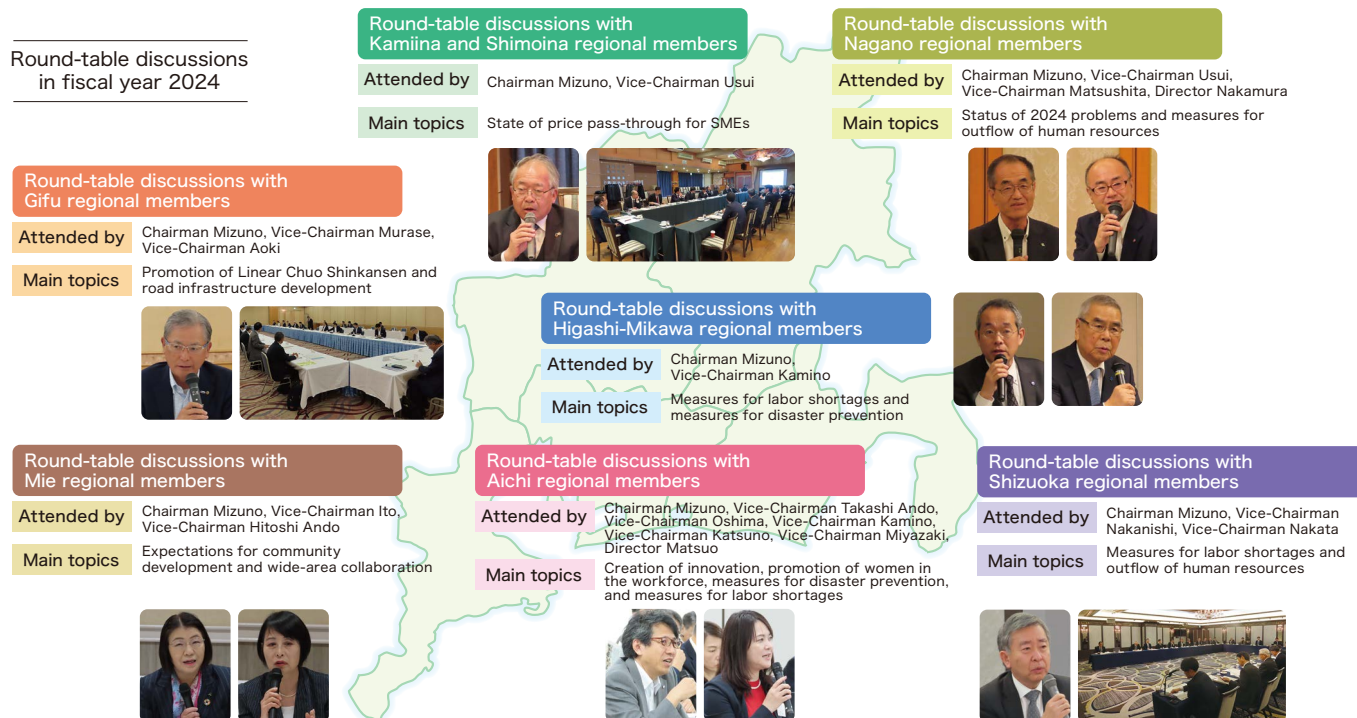 Round-table discussions
in fiscal year 2024
Round-table discussions with
Kamiina and Shimoina regional members
Attended by
Chairman Mizuno, Vice-Chairman Usui
Main topics
State of price pass-through for SMEs
Round-table discussions with
Nagano regional members
Attended by
Chairman Mizuno, Vice-Chairman Usui,
Vice-Chairman Matsushita, Director Nakamura
Main topics
Status of 2024 problems and measures for
outflow of human resources
Round-table discussions with
Gifu regional members
Attended by
Chairman Mizuno, Vice-Chairman Murase,
Vice-Chairman Aoki
Main topics
Promotion of Linear Chuo Shinkansen and
road infrastructure development
Round-table discussions with
Higashi-Mikawa regional members
Attended by
Chairman Mizuno,
Vice-Chairman Kamino
Main topics
Measures for labor shortages and
measures for disaster prevention
Round-table discussions with
Mie regional members
Attended by
Chairman Mizuno, Vice-Chairman Ito,
Vice-Chairman Hitoshi Ando
Main topics
Expectations for community
development and wide-area collaboration
Round-table discussions with
Aichi regional members
Attended by
Chairman Mizuno, Vice-Chairman Takashi Ando,
Vice-Chairman Oshima, Vice-Chairman Kamino,
Vice-Chairman Katsuno, Vice-Chairman Miyazaki,
Director Matsuo
Main topics
Creation of innovation, promotion of women in
the workforce, measures for disaster prevention,
and measures for labor shortages
Round-table discussions with
Shizuoka regional members
Attended by
Chairman Mizuno, Vice-Chairman
Nakanishi, Vice-Chairman Nakata
Main topics
Measures for labor shortages and
outflow of human resources